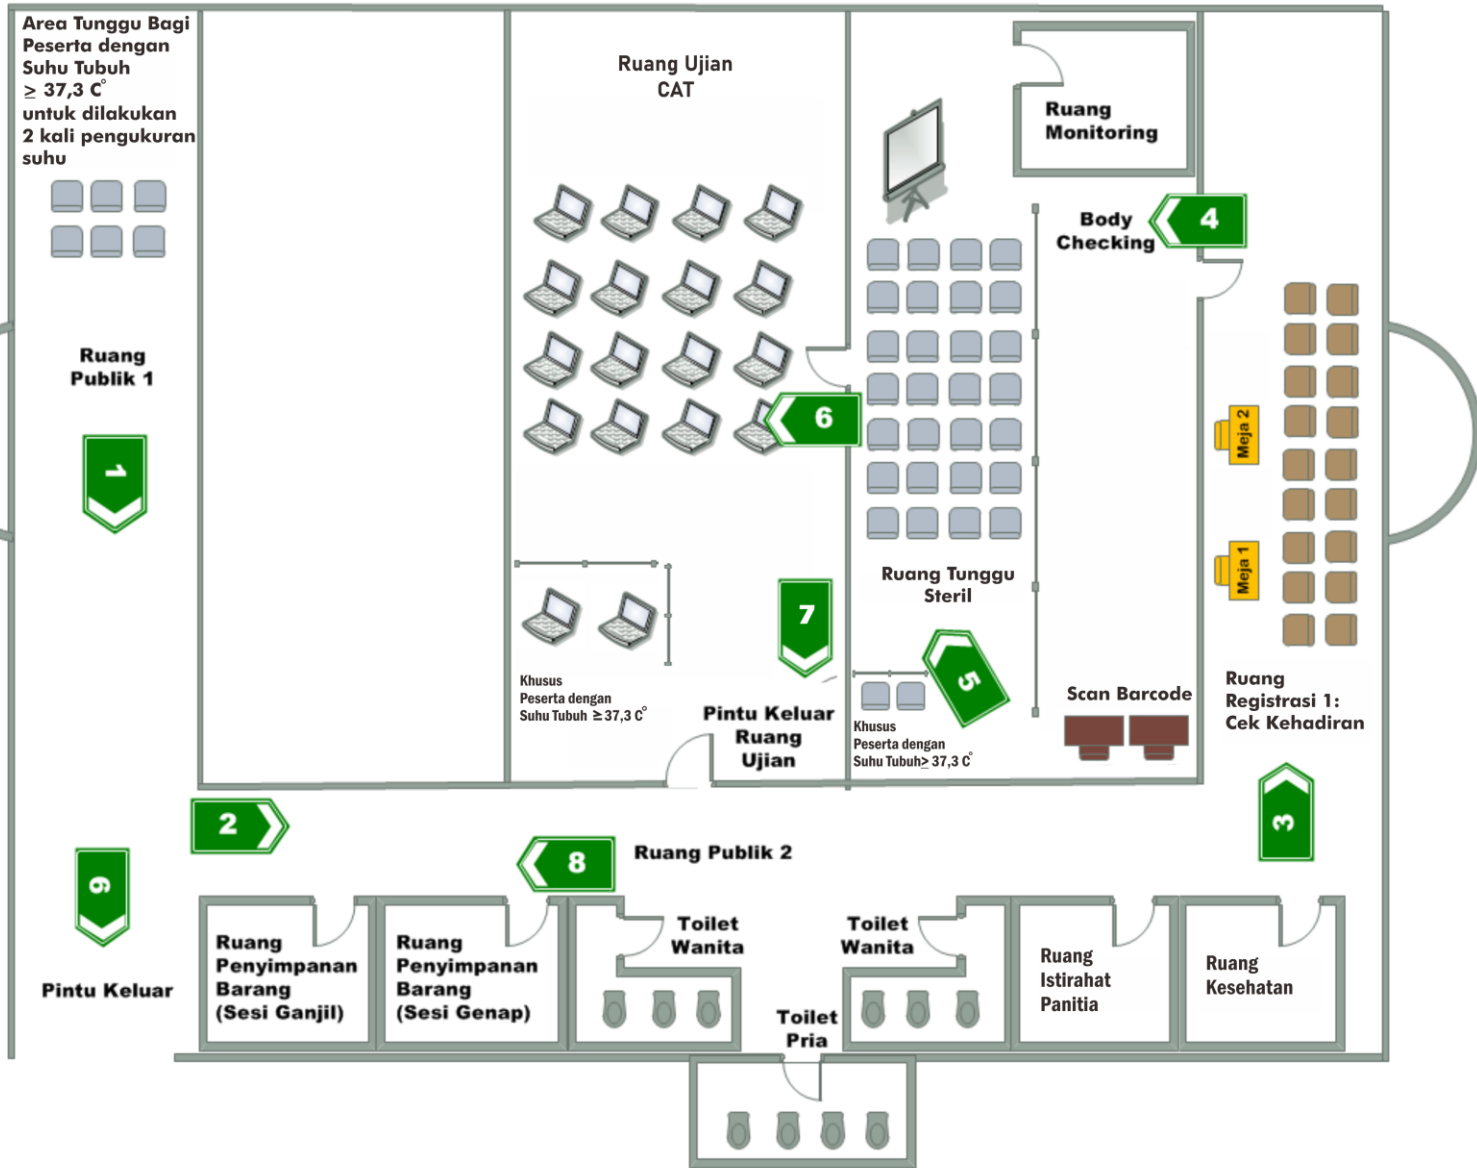 Area Tunggu Bagi
Peserta dengan
Suhu Tubuh
≥ 37,3 C°
untuk dilakukan
2 kali pengukuran
suhu
Ruang
Publik 1
1
Ruang Ujian
CAT
Ruang
Monitoring
Body
Checking
4
6
Meja 2
Meja 1
Ruang Tunggu
Steril
7
5
Khusus
Peserta dengan
Suhu Tubuh ≥ 37,3 C°
Pintu Keluar
Ruang
Ujian
Khusus
Peserta dengan
Suhu Tubuh≥ 37,3 C°
Scan Barcode
Ruang
Registrasi 1:
Cek Kehadiran
2
3
8
Ruang Publik 2
9
Pintu Keluar
Ruang
Penyimpanan
Barang
(Sesi Ganjil)
Ruang
Penyimpanan
Barang
(Sesi Genap)
Toilet
Wanita
Toilet
Wanita
Ruang
Istirahat
Panitia
Ruang
Kesehatan
Toilet
Pria